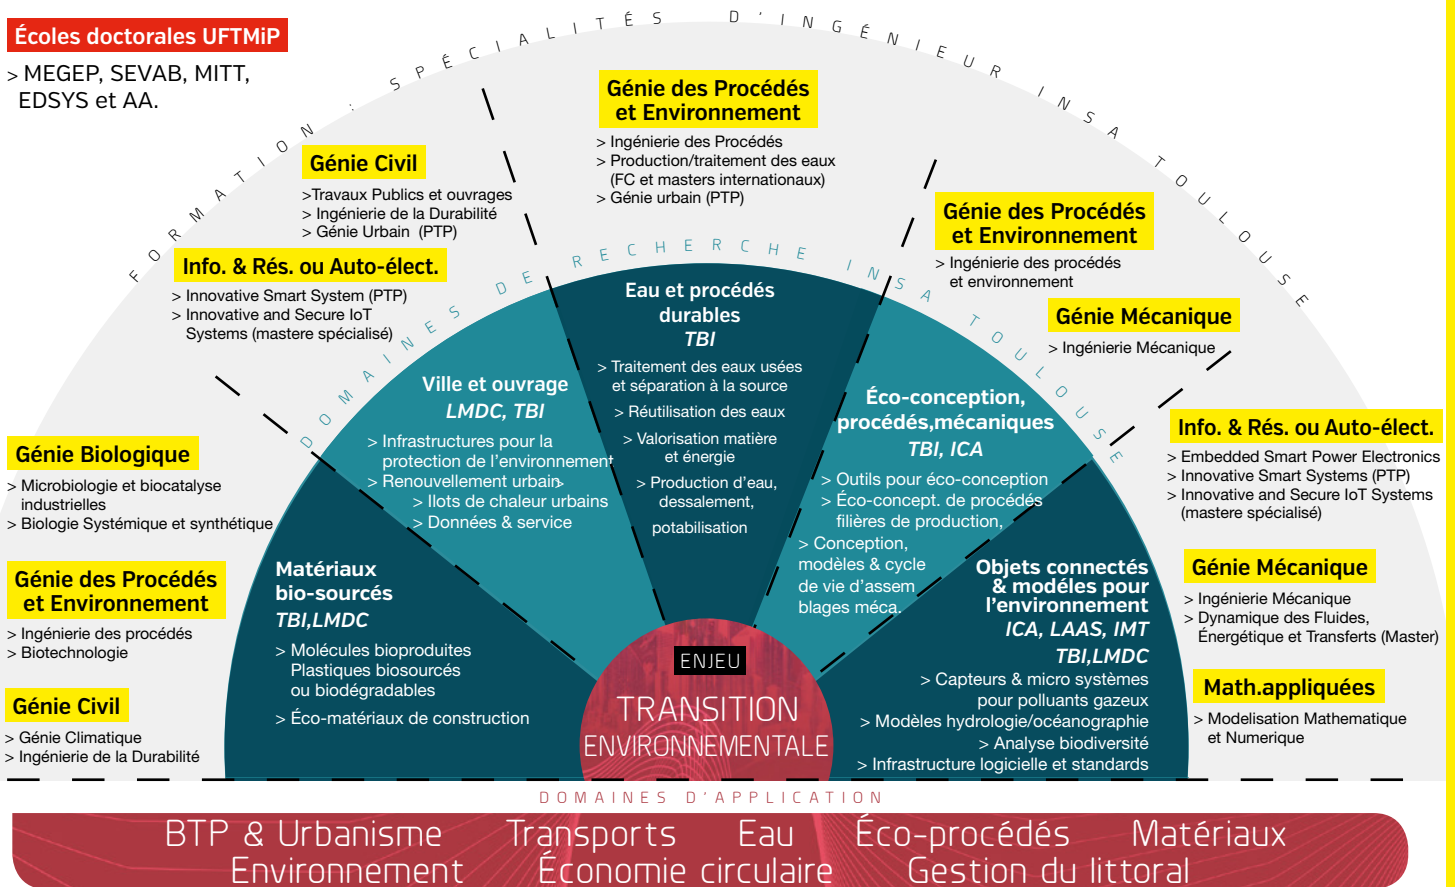 Écoles doctorales UFTMiP
> MEGEP, SEVAB, MITT,
EDSYS et AA.
FORMATION : SPÉCIALITÉS D'INGÉNIEUR INSA TOULOUSE
Génie Biologique
> Microbiologie et biocatalyse
industrielles
> Biologie Systémique et synthétique
Génie des Procédés
et Environnement
> Ingénierie des procédés
> Biotechnologie
Génie Civil
> Génie Climatique
> Ingénierie de la Durabilité
Génie Civil
>Travaux Publics et ouvrages
> Ingénierie de la Durabilité
> Génie Urbain (PTP)
Info. & Rés. ou Auto-élect.
> Innovative Smart System (PTP)
> Innovative and Secure IoT
Systems (mastere spécialisé)
Génie des Procédés
et Environnement
> Ingénierie des Procédés
> Production/traitement des eaux
(FC et masters internationaux)
> Génie urbain (PTP)
Génie des Procédés
et Environnement
> Ingénierie des procédés
et environnement
Génie Mécanique
> Ingénierie Mécanique
Info. & Rés. ou Auto-élect.
> Embedded Smart Power Electronics
> Innovative Smart Systems (PTP)
> Innovative and Secure IoT Systems
(mastere spécialisé)
Génie Mécanique
> Ingénierie Mécanique
> Dynamique des Fluides,
Énergétique et Transferts (Master)
Math.appliquées
> Modelisation Mathematique
et Numerique
DOMAINES DE RECHERCHE INSA TOULOUSE
Matériaux
bio-sourcés
TBI,LMDC
> Molécules bioproduites
Plastiques biosourcés
ou biodégradables
> Éco-matériaux de construction
Ville et ouvrage
LMDC, TBI
> Infrastructures pour la
protection de l'environnement
> Renouvellement urbain>
> Ilots de chaleur urbains
> Données & service
Eau et procédés
durables
TBI
> Traitement des eaux usées
et séparation à la source
> Réutilisation des eaux
> Valorisation matière
et énergie
> Production d'eau,
dessalement,
potabilisation
Éco-conception,
procédés,mécaniques
TBI, ICA
> Outils pour éco-conception
> Éco-concept. de procédés
filières de production,
> Conception,
modèles & cycle
de vie d'assem
blages méca.
Objets connectés
& modéles pour
l'environnement
ICA, LAAS, IMT
TBI,LMDC
> Capteurs & micro systèmes
pour polluants gazeux
> Modèles hydrologie/océanographie
> Analyse biodiversité
> Infrastructure logicielle et standards
ENJEU
TRANSITION
ENVIRONNEMENTALE
DOMAINES D'APPLICATION
BTP & Urbanisme Transports Eau Éco-procédés Matériaux
Environnement Économie circulaire Gestion du littoral